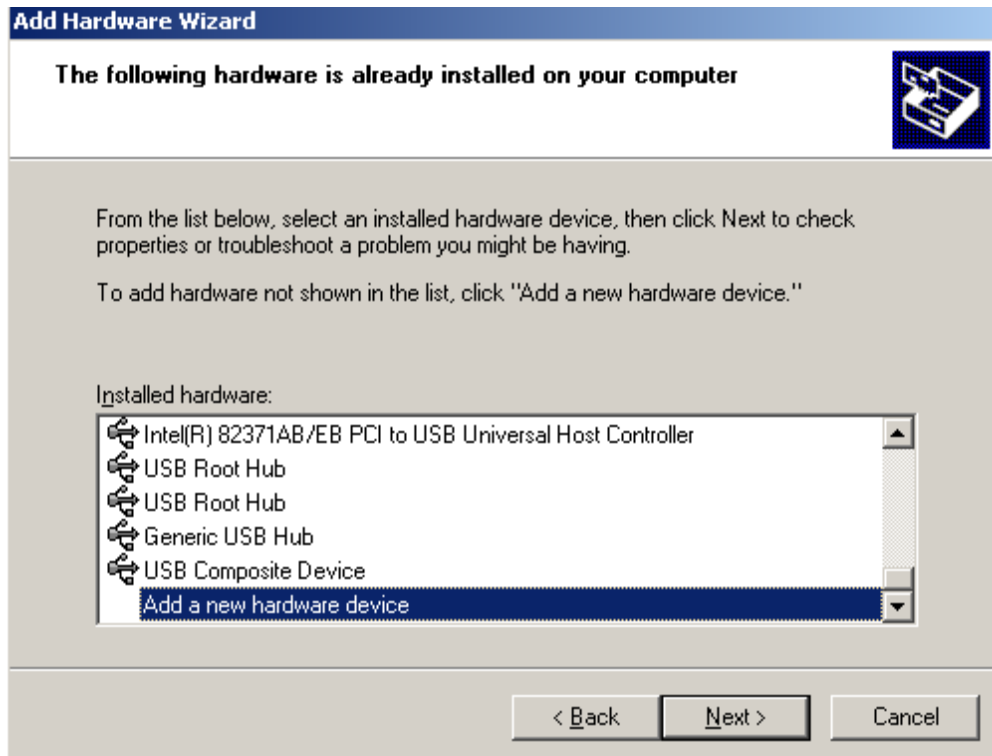 Add Hardware Wizard
The following hardware is already installed on your computer
From the list below, select an installed hardware device, then click Next to check
properties or troubleshoot a problem you might be having.
To add hardware not shown in the list, click "Add a new hardware device."
Installed hardware:
Intel(R) 82371AB/EB PCI to USB Universal Host Controller
USB Root Hub
USB Root Hub
Generic USB Hub
USB Composite Device
Add a new hardware device
< Back
Next >
Cancel